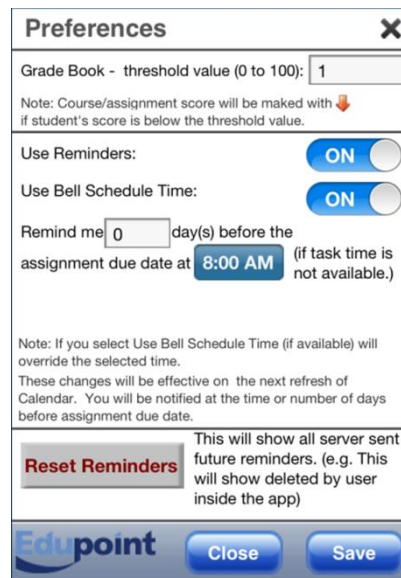 Preferences
Grade Book - threshold value (0 to 100): 1
Note: Course/assignment score will be maked with
if student's score is below the threshold value.
Use Reminders: ON
Use Bell Schedule Time: ON
Remind me 0 day(s) before the
assignment due date at 8:00 AM (if task time is
not available.)
Note: If you select Use Bell Schedule Time (if available) will
override the selected time.
These changes will be effective on the next refresh of
Calendar. You will be notified at the time or number of days
before assignment due date.
Reset Reminders
This will show all server sent
future reminders. (e.g. This
will show deleted by user
inside the app)
Edupoint Close Save